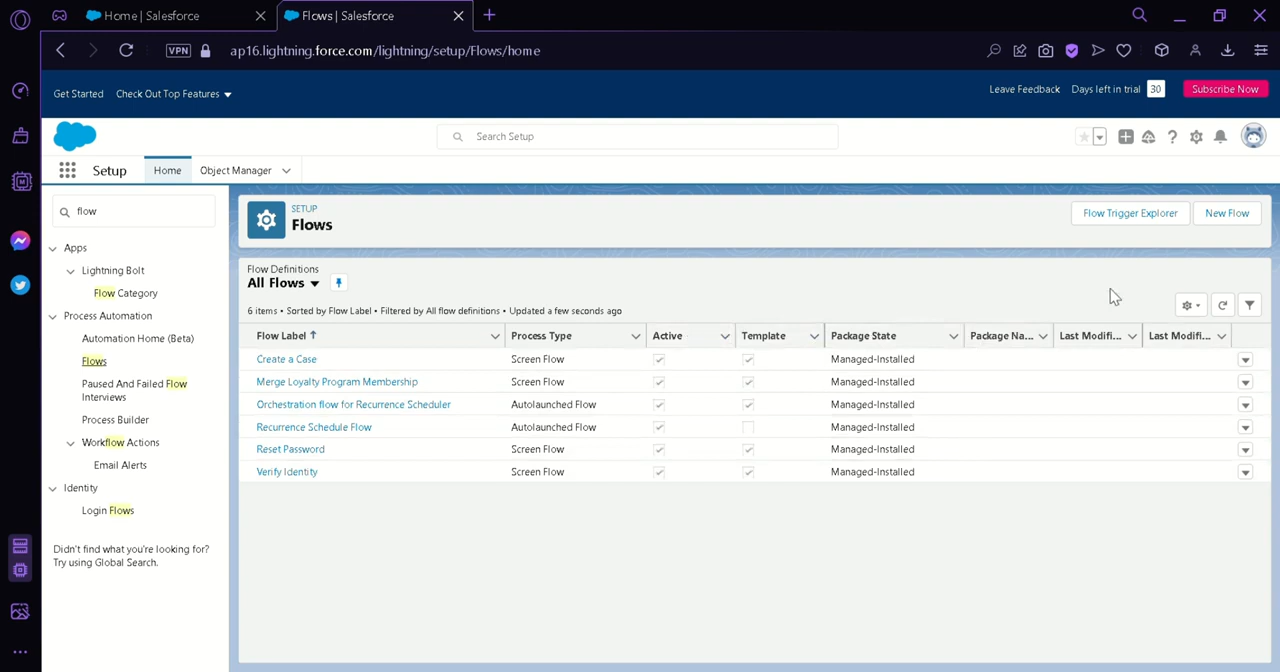 Home | Salesforce
Flows | Salesforce
VPN
ap16.lightning.force.com/lightning/setup/Flows/home
Get Started
Check Out Top Features
Leave Feedback
Days left in trial
30
Subscribe Now
Search Setup
Setup
Home
Object Manager
flow
Apps
Lightning Bolt
Flow Category
Process Automation
Automation Home (Beta)
Flows
Paused And Failed Flow
Interviews
Process Builder
Workflow Actions
Email Alerts
Identity
Login Flows
Didn't find what you're looking for?
Try using Global Search.
SETUP
Flows
Flow Trigger Explorer
New Flow
Flow Definitions
All Flows
6 items • Sorted by Flow Label • Filtered by All flow definitions • Updated a few seconds ago
Flow Label ↑ Process Type Active Template Package State Package Na... Last Modifi... Last Modifi...
Create a Case Screen Flow Managed-Installed
Merge Loyalty Program Membership Screen Flow Managed-Installed
Orchestration flow for Recurrence Scheduler Autolaunched Flow Managed-Installed
Recurrence Schedule Flow Autolaunched Flow Managed-Installed
Reset Password Screen Flow Managed-Installed
Verify Identity Screen Flow Managed-Installed